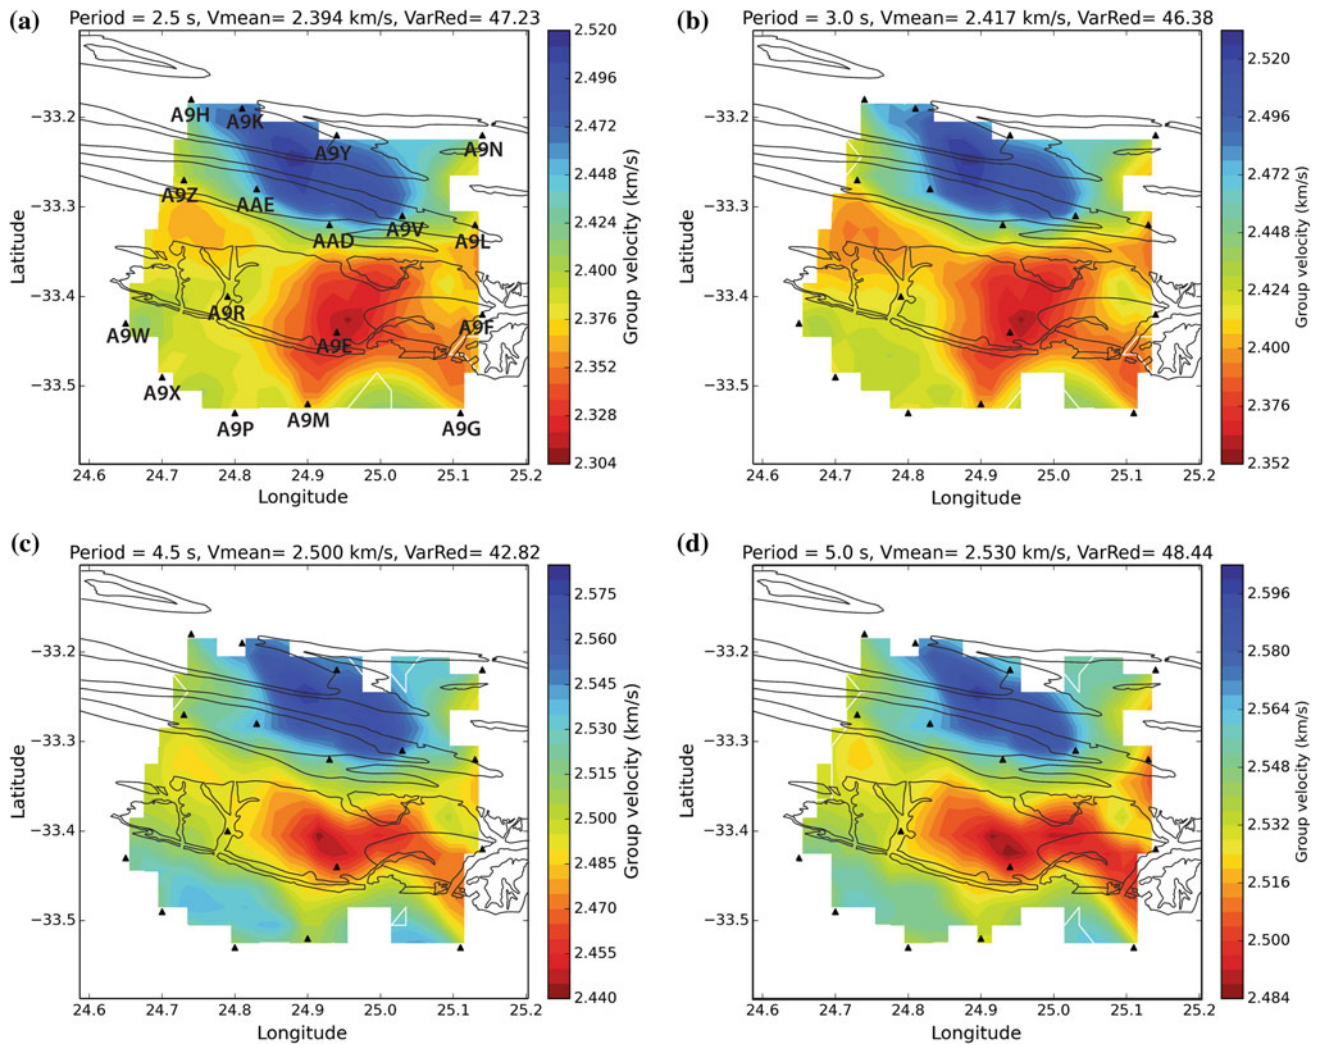 (a)
Period = 2.5 s, Vmean= 2.394 km/s, VarRed= 47.23
Latitude
−33.2
−33.3
−33.4
−33.5
A9H
A9K
A9Y
A9N
A9Z
AAE
AAD
A9V
A9L
A9R
A9W
A9E
A9F
A9X
A9P
A9M
A9G
24.6 24.7 24.8 24.9 25.0 25.1 25.2
Longitude
2.520
2.496
2.472
2.448
2.424
2.400
2.376
2.352
2.328
2.304
Group velocity (km/s)
(b)
Period = 3.0 s, Vmean= 2.417 km/s, VarRed= 46.38
Latitude
−33.2
−33.3
−33.4
−33.5
24.6 24.7 24.8 24.9 25.0 25.1 25.2
Longitude
2.520
2.496
2.472
2.448
2.424
2.400
2.376
2.352
Group velocity (km/s)
(c)
Period = 4.5 s, Vmean= 2.500 km/s, VarRed= 42.82
Latitude
−33.2
−33.3
−33.4
−33.5
24.6 24.7 24.8 24.9 25.0 25.1 25.2
Longitude
2.575
2.560
2.545
2.530
2.515
2.500
2.485
2.470
2.455
2.440
Group velocity (km/s)
(d)
Period = 5.0 s, Vmean= 2.530 km/s, VarRed= 48.44
Latitude
−33.2
−33.3
−33.4
−33.5
24.6 24.7 24.8 24.9 25.0 25.1 25.2
Longitude
2.596
2.580
2.564
2.548
2.532
2.516
2.500
2.484
Group velocity (km/s)